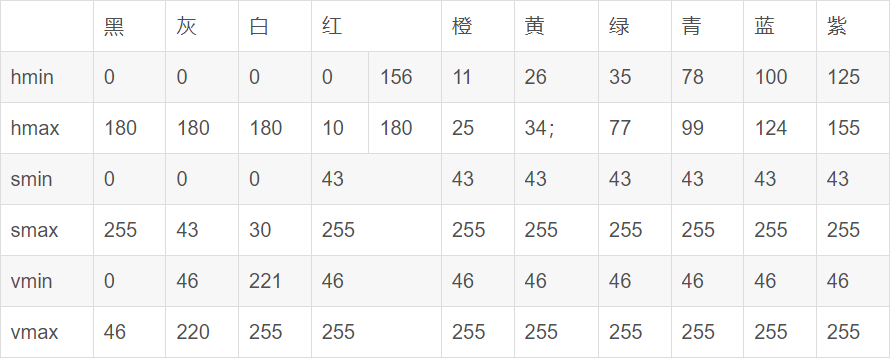 黑 灰 白 红 橙 黄 绿 青 蓝 紫
hmin 0 0 0 0 156 11 26 35 78 100 125
hmax 180 180 180 10 180 25 34； 77 99 124 155
smin 0 0 0 43 43 43 43 43 43 43
smax 255 43 30 255 255 255 255 255 255 255
vmin 0 46 221 46 46 46 46 46 46 46
vmax 46 220 255 255 255 255 255 255 255 255